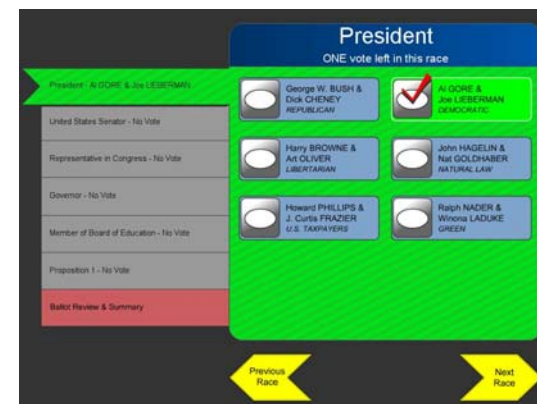 President
ONE vote left in this race
President - Al GORE & Joe LIEBERMAN
United States Senator - No Vote
Representative in Congress - No Vote
Governor - No Vote
Member of Board of Education - No Vote
Proposition 1 - No Vote
Ballot Review & Summary
George W. BUSH &
Dick CHENEY
REPUBLICAN
Al GORE &
Joe LIEBERMAN
DEMOCRATIC
Harry BROWNE &
Art OLIVER
LIBERTARIAN
John HAGELIN &
Nat GOLDHABER
NATURAL LAW
Howard PHILLIPS &
J. Curtis FRAZIER
U.S. TAXPAYERS
Ralph NADER &
Winona LADUKE
GREEN
Previous
Race
Next
Race